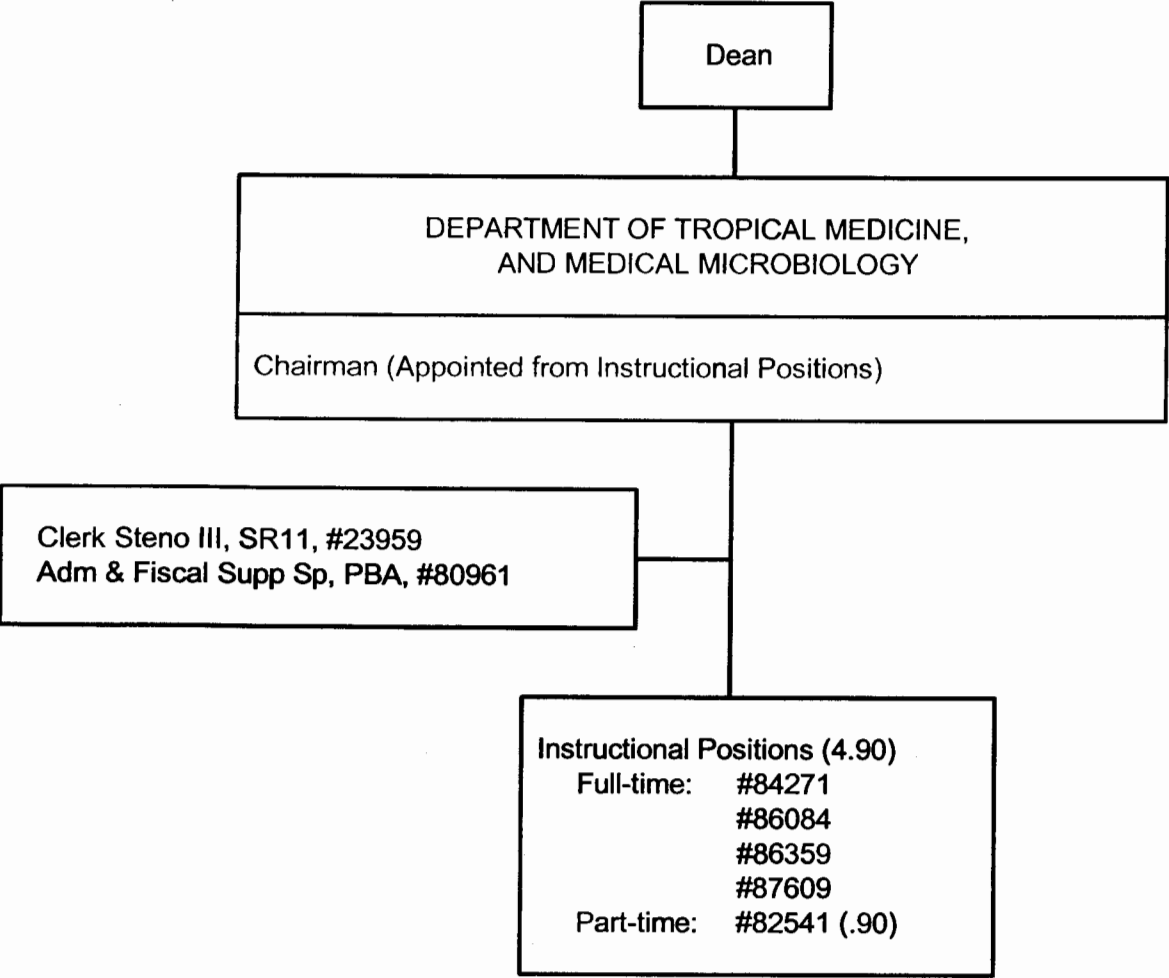 Dean
DEPARTMENT OF TROPICAL MEDICINE,
AND MEDICAL MICROBIOLOGY
Chairman (Appointed from Instructional Positions)
Clerk Steno III, SR11, #23959
Adm & Fiscal Supp Sp, PBA, #80961
Instructional Positions (4.90)
Full-time: #84271
#86084
#86359
#87609
Part-time: #82541 (.90)